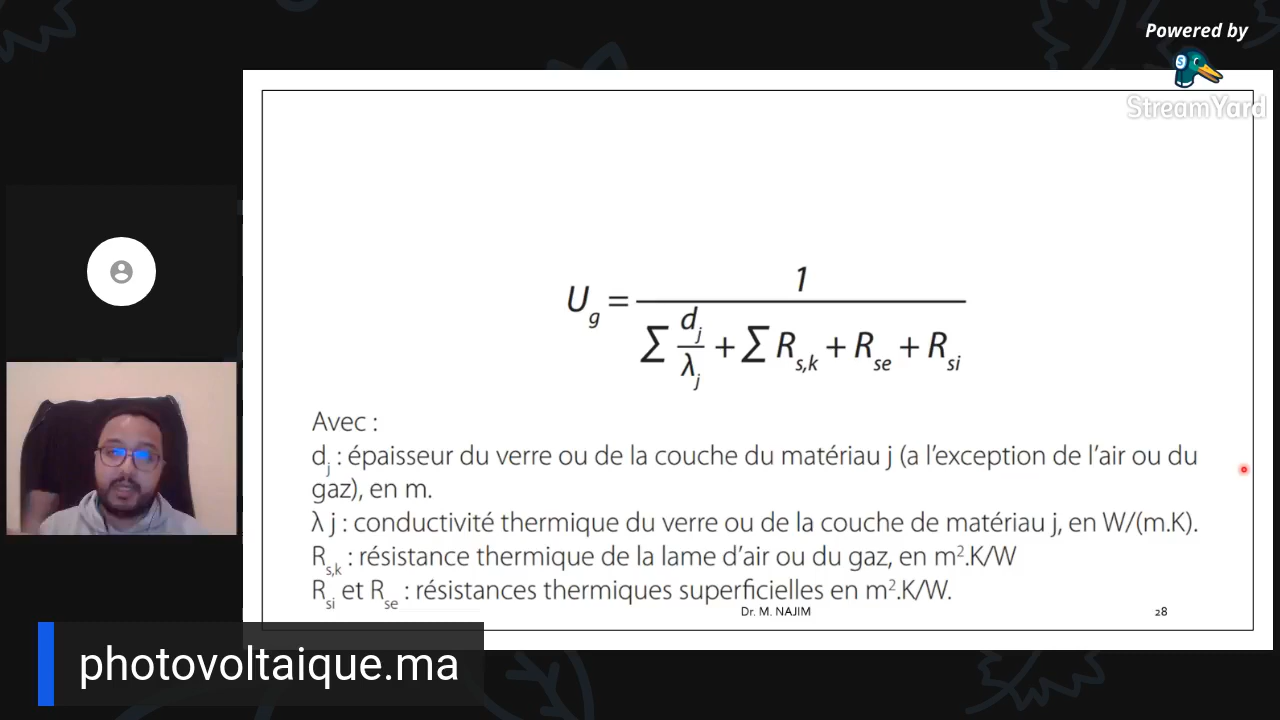 Powered by
StreamYard
U_g = 1 / (∑ d_j/λ_j + ∑ R_s,k + R_se + R_si)
Avec :
d_j : épaisseur du verre ou de la couche du matériau j (a l'exception de l'air ou du
gaz), en m.
λ j : conductivité thermique du verre ou de la couche de matériau j, en W/(m.K).
R_s,k : résistance thermique de la lame d'air ou du gaz, en m².K/W
R_si et R_se : résistances thermiques superficielles en m².K/W.
Dr. M. NAJIM
28
photovoltaique.ma